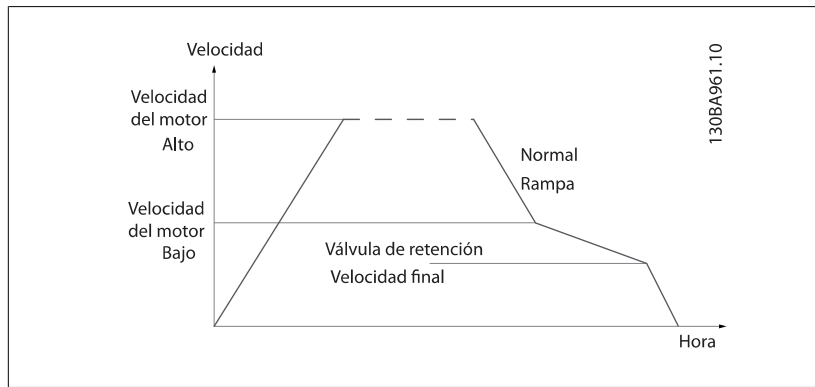 Velocidad
130BA961.10
Velocidad
del motor
Alto
Normal
Rampa
Velocidad
del motor
Bajo
Válvula de retención
Velocidad final
Hora